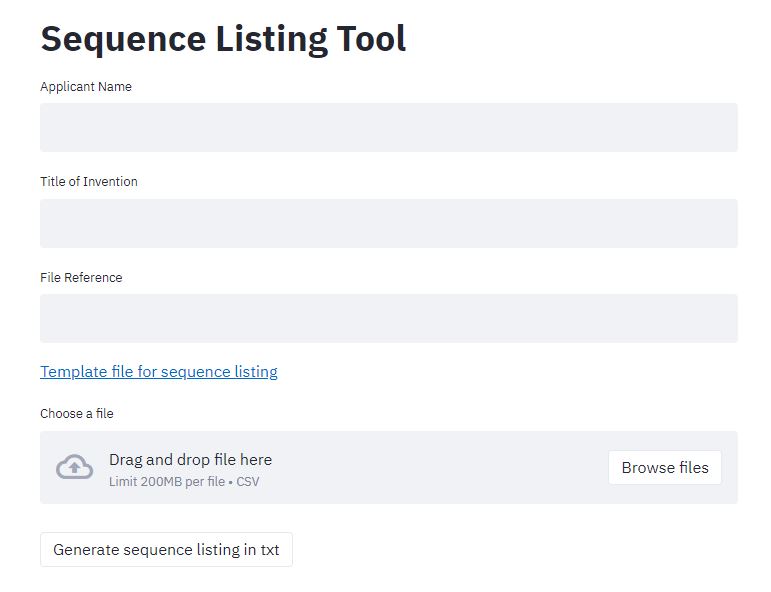 Sequence Listing Tool
Applicant Name
Title of Invention
File Reference
Template file for sequence listing
Choose a file
Drag and drop file here
Limit 200MB per file • CSV
Browse files
Generate sequence listing in txt